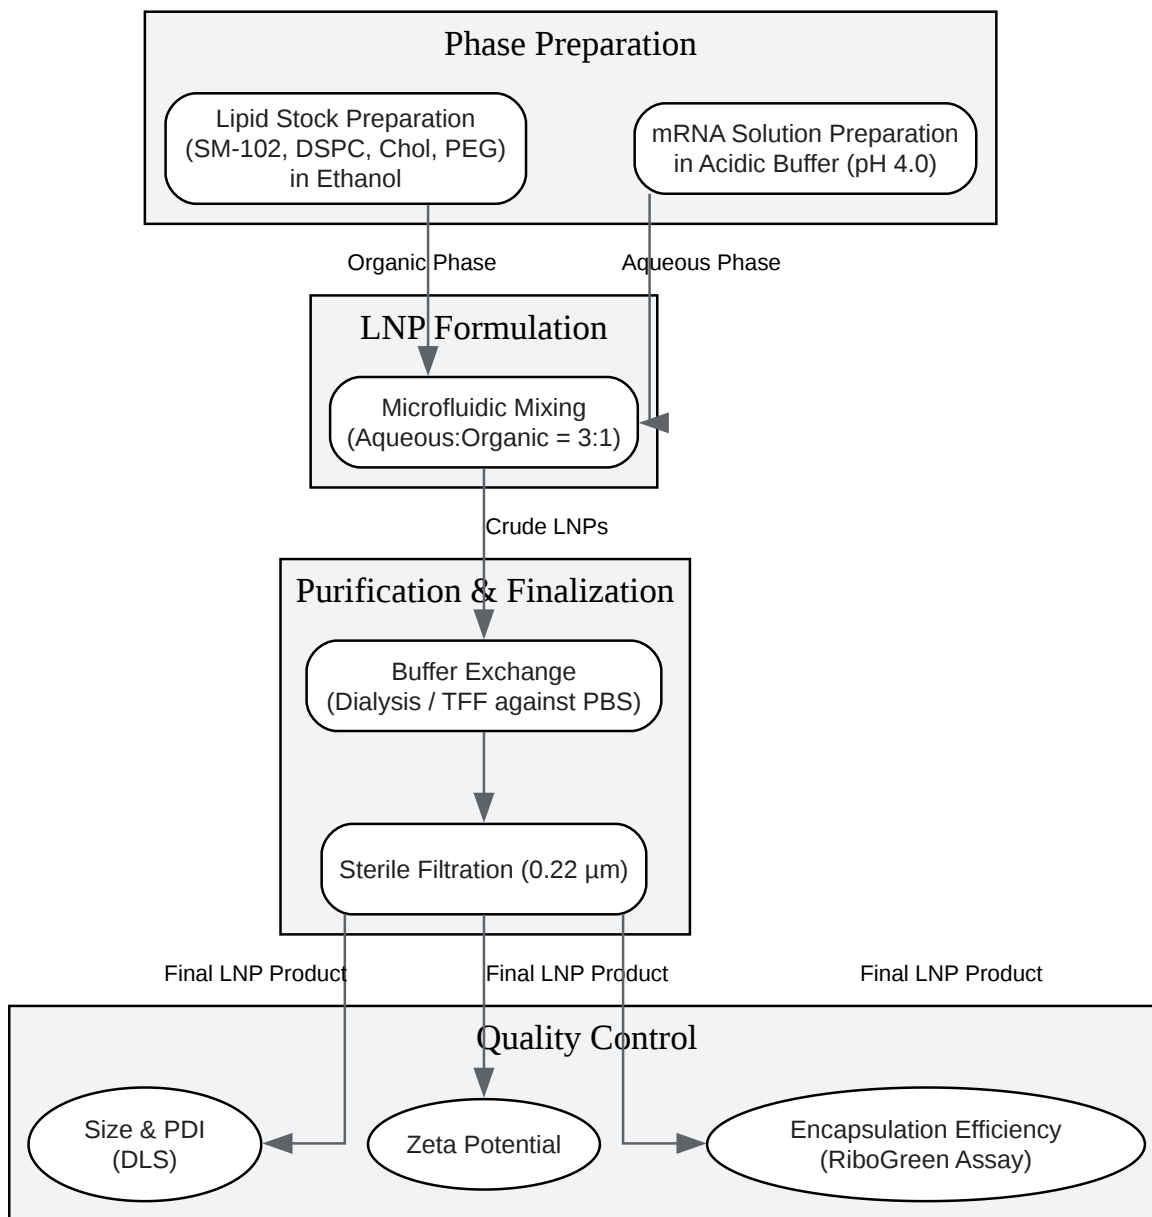 Phase Preparation
Lipid Stock Preparation
(SM-102, DSPC, Chol, PEG)
in Ethanol
mRNA Solution Preparation
in Acidic Buffer (pH 4.0)
Organic Phase
Aqueous Phase
LNP Formulation
Microfluidic Mixing
(Aqueous:Organic = 3:1)
Crude LNPs
Purification & Finalization
Buffer Exchange
(Dialysis / TFF against PBS)
Sterile Filtration (0.22 µm)
Final LNP Product
Final LNP Product
Final LNP Product
Quality Control
Size & PDI
(DLS)
Zeta Potential
Encapsulation Efficiency
(RiboGreen Assay)